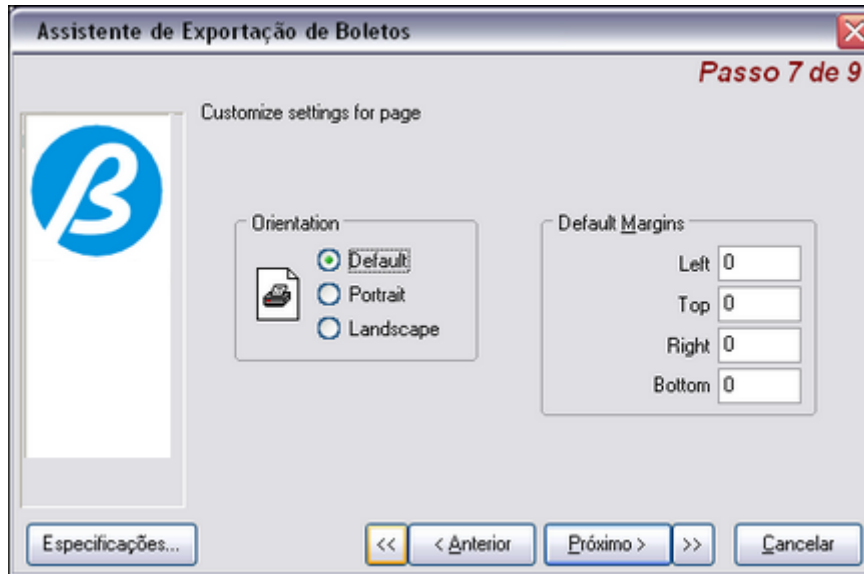 Assistente de Exportação de Boletos
Passo 7 de 9
Customize settings for page
Orientation
Default
Portrait
Landscape
Default Margins
Left 0
Top 0
Right 0
Bottom 0
Especificações...
<<
< Anterior
Próximo >
>>
Cancelar